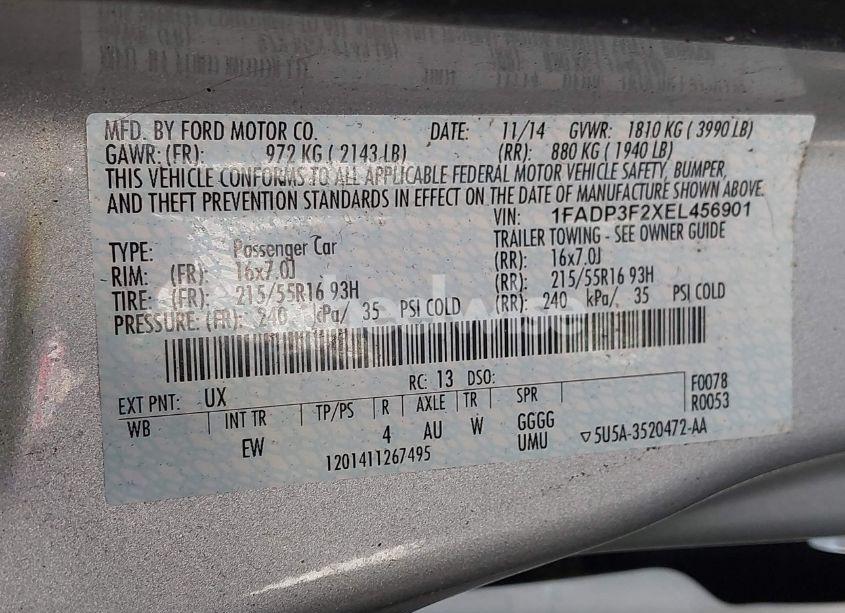 MFD. BY FORD MOTOR CO. DATE: 11/14 GVWR: 1810 KG ( 3990 LB)
GAWR: (FR): 972 KG ( 2143 LB) (RR): 880 KG ( 1940 LB)
THIS VEHICLE CONFORMS TO ALL APPLICABLE FEDERAL MOTOR VEHICLE SAFETY, BUMPER,
AND THEFT PREVENTION STANDARDS IN EFFECT ON THE DATE OF MANUFACTURE SHOWN ABOVE.
VIN: 1FADP3F2XEL456901
TYPE: Passenger Car TRAILER TOWING - SEE OWNER GUIDE
RIM: (FR): 16x7.0J (RR): 16x7.0J
TIRE: (FR): 215/55R16 93H (RR): 215/55R16 93H
PRESSURE: (FR): 240 kPa/ 35 PSI COLD (RR): 240 kPa/ 35 PSI COLD
EXT PNT: UX RC: 13 DSO: F0078
R0053
WB INT TR TP/PS R AXLE TR SPR
EW 4 AU W GGGG
UMU 5U5A-3520472-AA
1201411267495